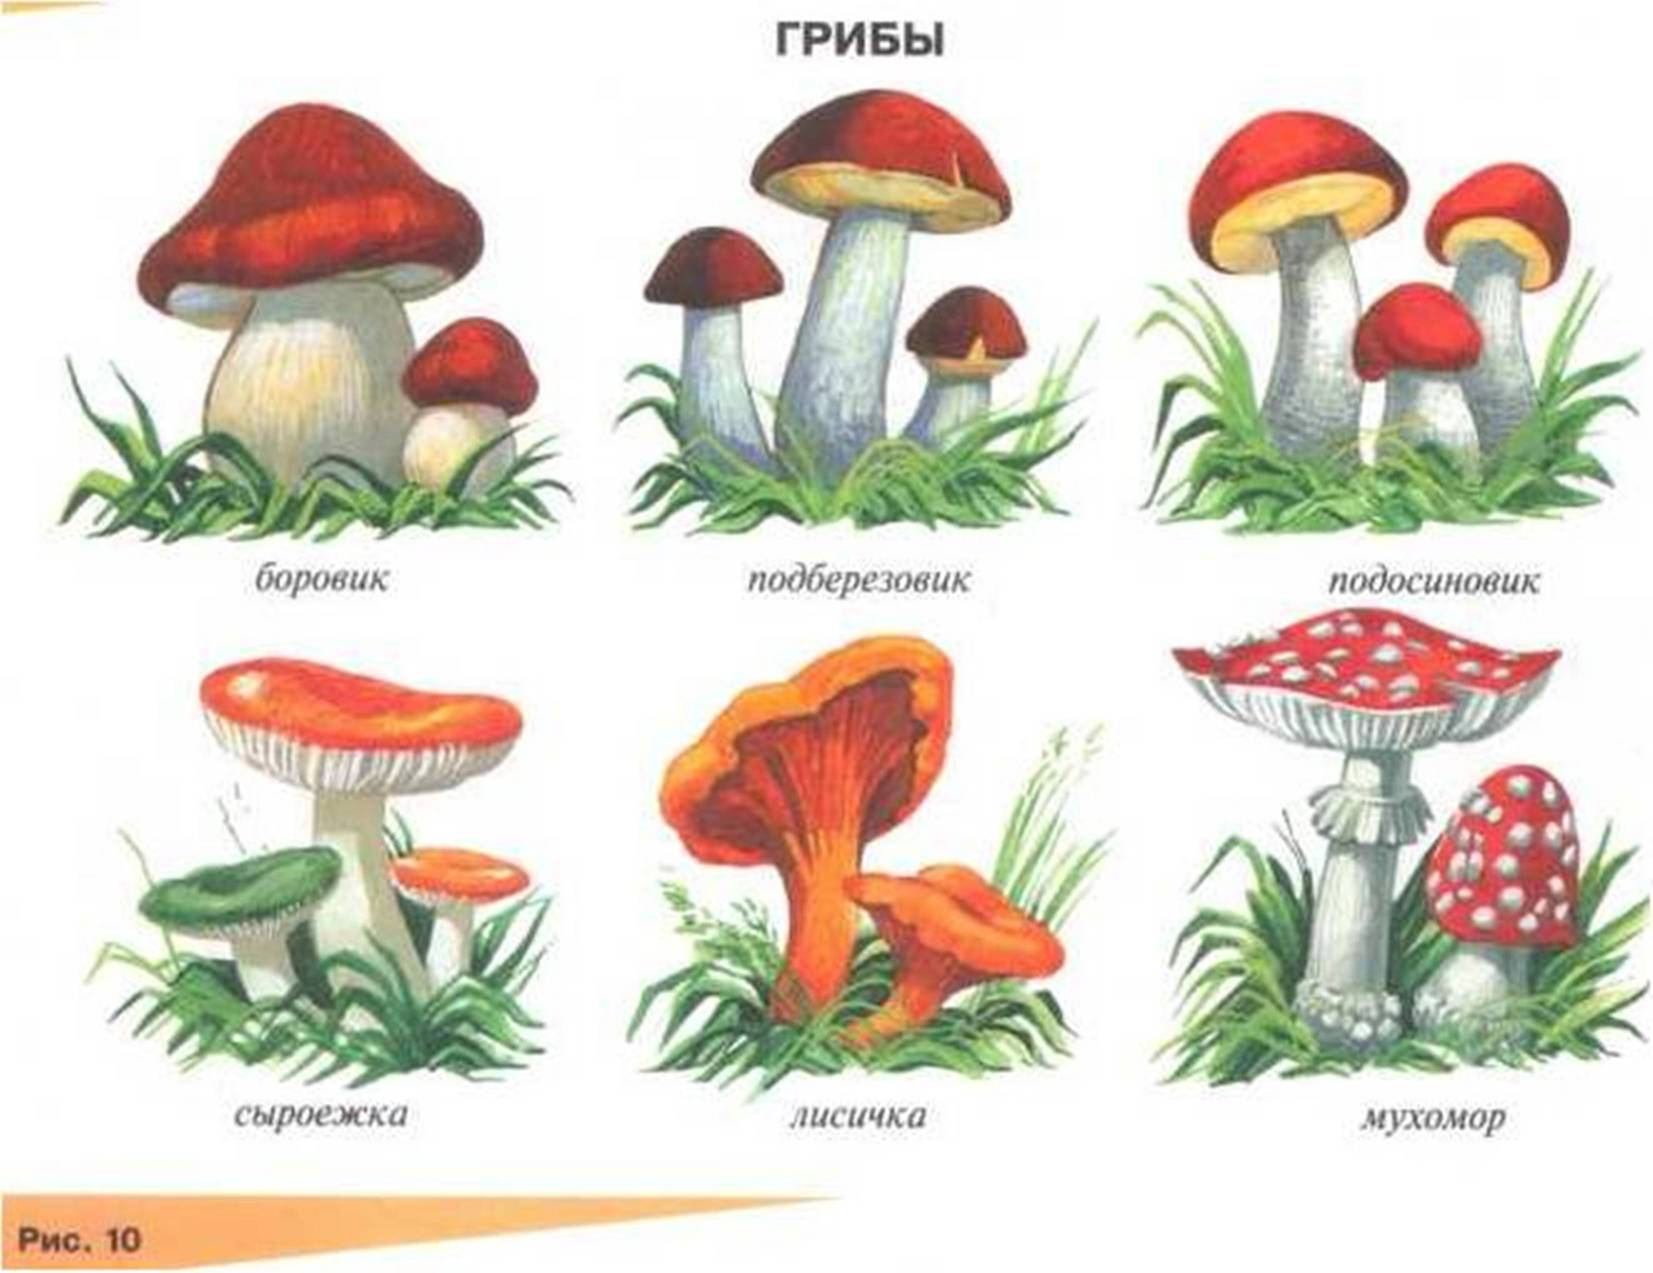 ГРИБЫ
боровик
подберезовик
подосиновик
сыроежка
лисичка
мухомор
Рис. 10